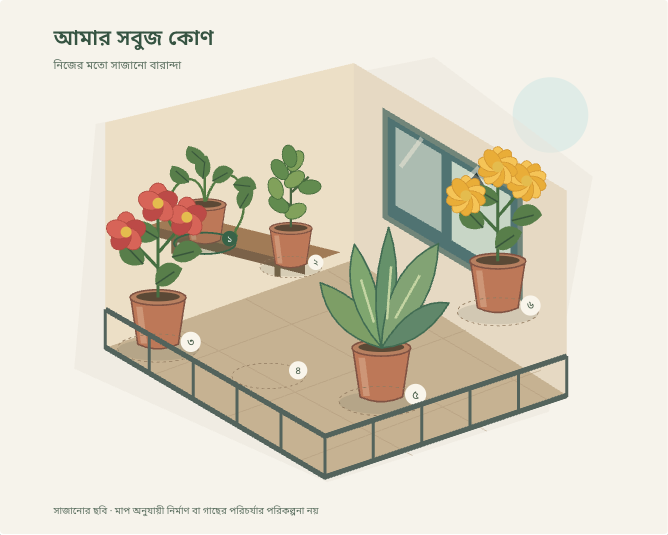 আমার সবুজ কোণ
নিজের মতো সাজানো বারান্দা
১
২
৩
৪
৫
৬
সাজানোর ছবি · মাপ অনুযায়ী নির্মাণ বা গাছের পরিচর্যার পরিকল্পনা নয়